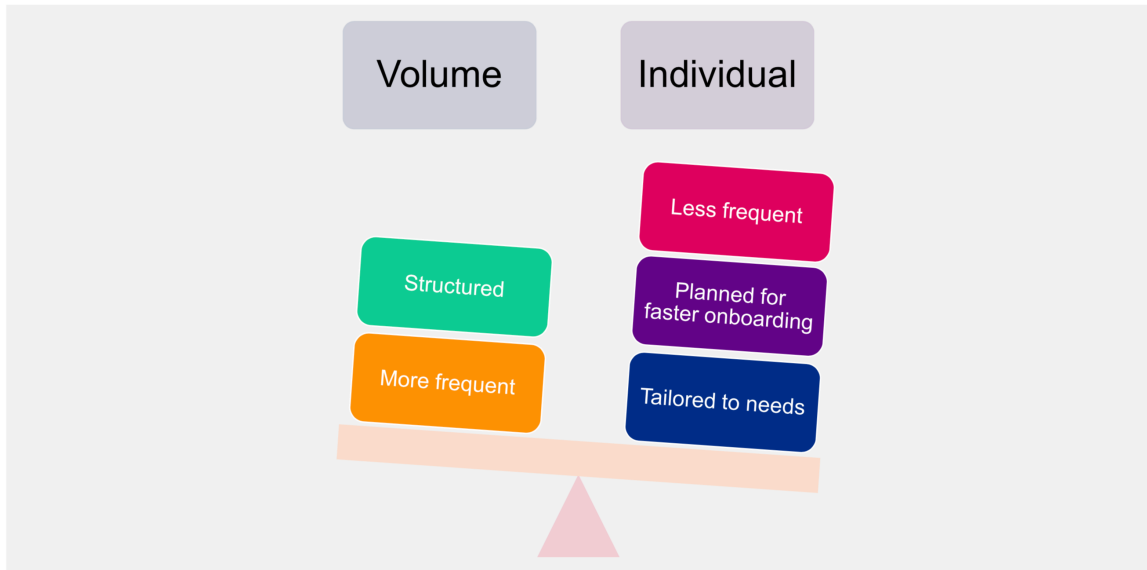 Volume
Individual
Structured
More frequent
Less frequent
Planned for
faster onboarding
Tailored to needs